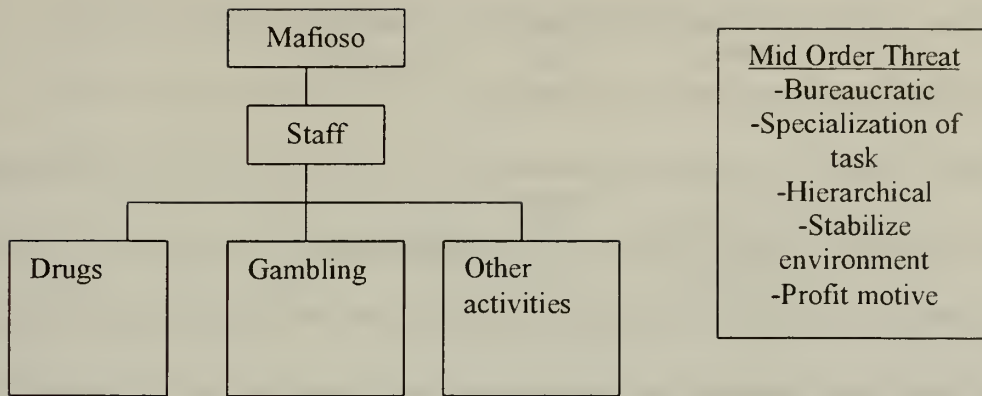 Mafioso
Staff
Drugs
Gambling
Other
activities
Mid Order Threat
-Bureaucratic
-Specialization of
task
-Hierarchical
-Stabilize
environment
-Profit motive